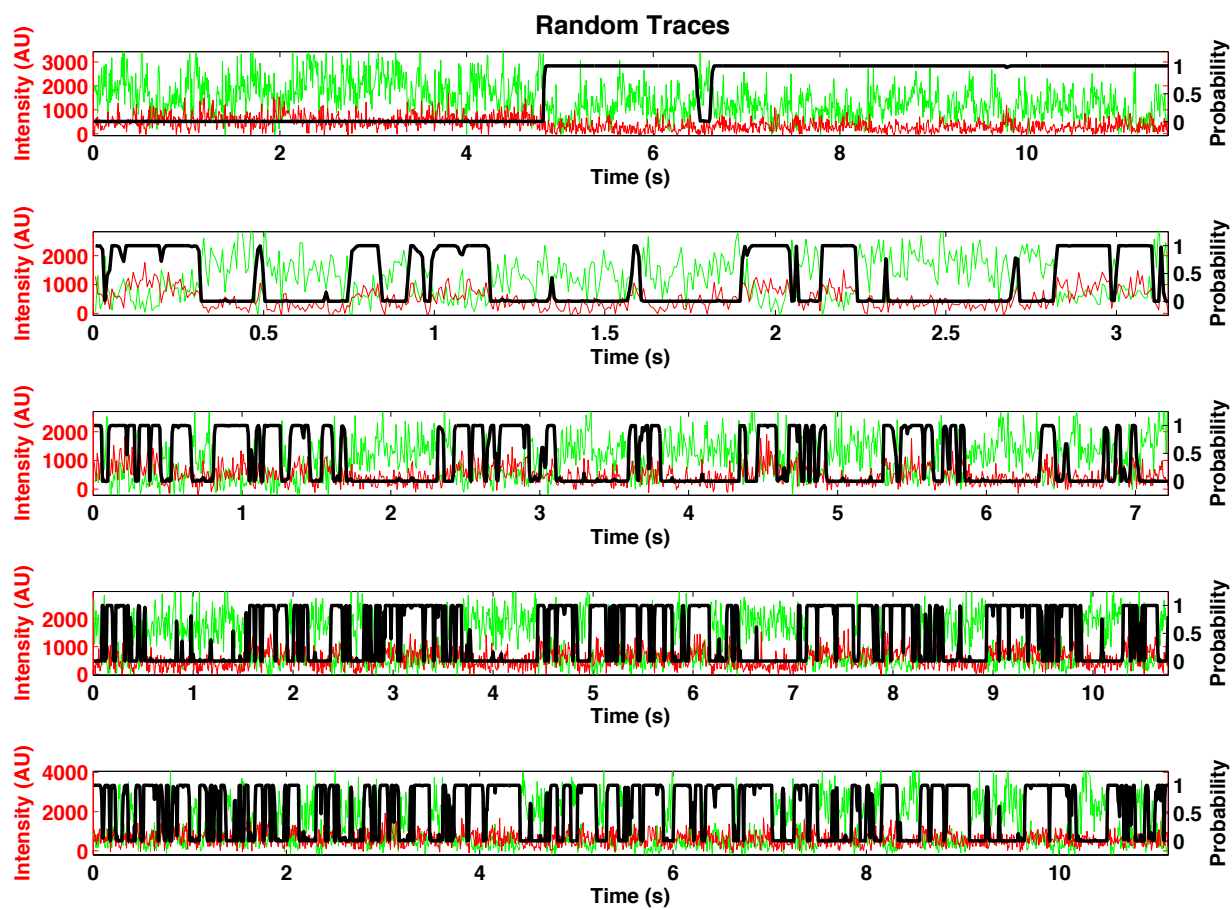 Random Traces
Intensity (AU)
3000
2000
1000
0
1
0.5
0
Probability
0 2 4 6 8 10
Time (s)
Intensity (AU)
2000
1000
0
1
0.5
0
Probability
0 0.5 1 1.5 2 2.5 3
Time (s)
Intensity (AU)
2000
1000
0
1
0.5
0
Probability
0 1 2 3 4 5 6 7
Time (s)
Intensity (AU)
2000
1000
0
1
0.5
0
Probability
0 1 2 3 4 5 6 7 8 9 10
Time (s)
Intensity (AU)
4000
2000
0
1
0.5
0
Probability
0 2 4 6 8 10
Time (s)